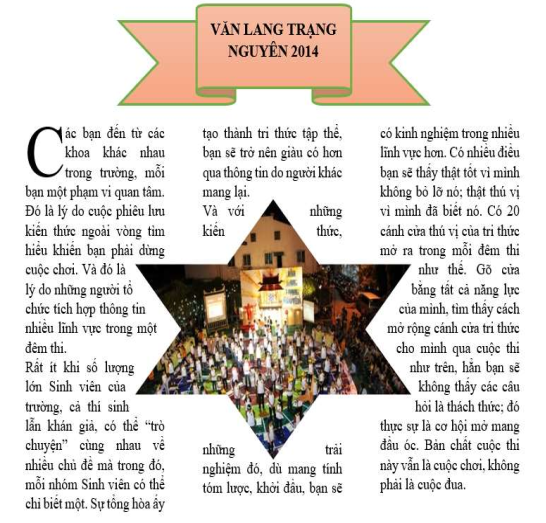 VĂN LANG TRẠNG
NGUYÊN 2014
Các bạn đến từ các
khoa khác nhau
trong trường, mỗi
bạn một phạm vi quan tâm.
Đó là lý do cuộc phiêu lưu
kiến thức ngoài vòng tìm
hiểu khiến bạn phải dừng
cuộc chơi. Và đó là
lý do những người tổ
chức tích hợp thông tin
nhiều lĩnh vực trong một
đêm thi.
Rất ít khi số lượng
lớn Sinh viên của
trường, cả thí sinh
lẫn khán giả, có thể “trò
chuyện” cùng nhau về
nhiều chủ đề mà trong đó,
mỗi nhóm Sinh viên có thể
chỉ biết một. Sự tổng hòa ấy
tạo thành tri thức tập thể,
bạn sẽ trở nên giàu có hơn
qua thông tin do người khác
mang lại.
Và với những
kiến thức,
những trải
nghiệm đó, dù mang tính
tóm lược, khởi đầu, bạn sẽ
có kinh nghiệm trong nhiều
lĩnh vực hơn. Có nhiều điều
bạn sẽ thấy thật tốt vì mình
không bỏ lỡ nó; thật thú vị
vì mình đã biết nó. Có 20
cánh cửa thú vị của tri thức
mở ra trong mỗi đêm thi
như thế. Gõ cửa
bằng tất cả năng lực
của mình, tìm thấy cách
mở rộng cánh cửa tri thức
cho mình qua cuộc thi
như trên, hẳn bạn sẽ
không thấy các câu
hỏi là thách thức; đó
thực sự là cơ hội mở mang
đầu óc. Bản chất cuộc thi
này vẫn là cuộc chơi, không
phải là cuộc đua.